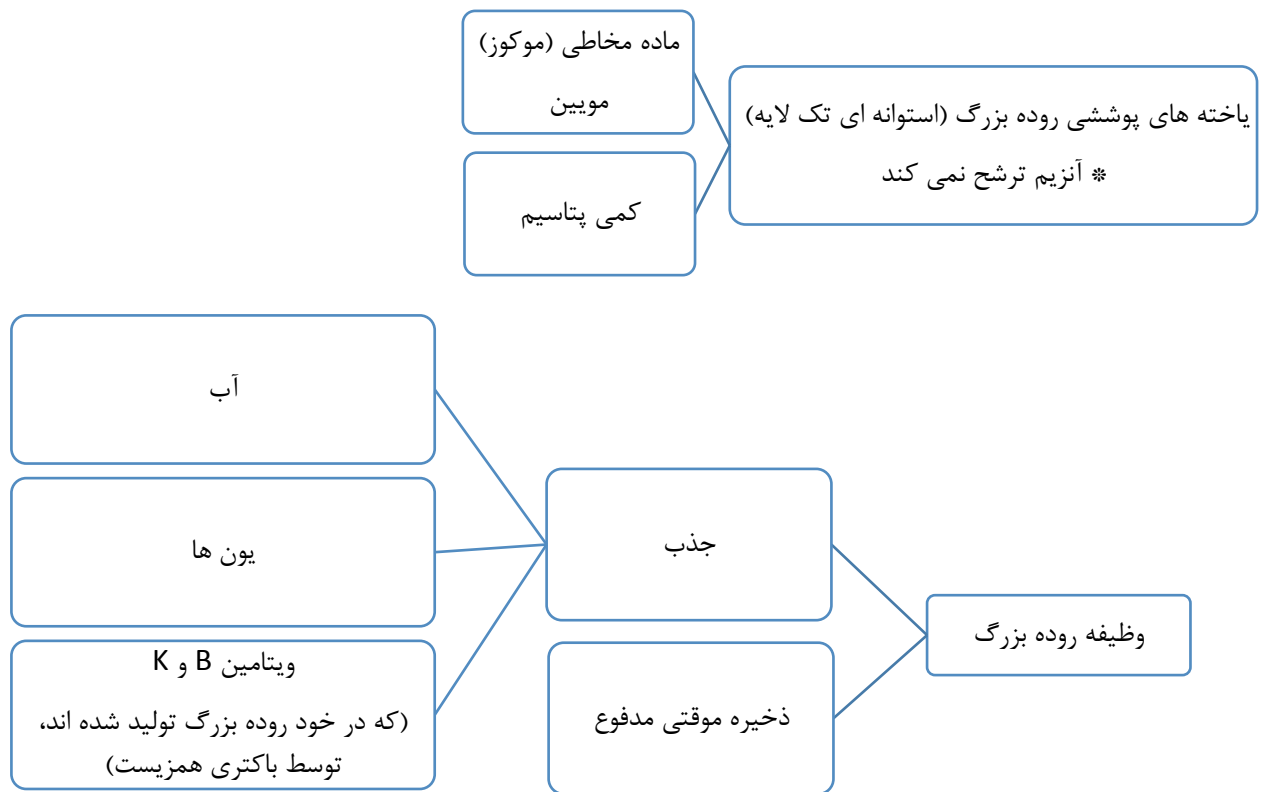 یاخته های پوششی روده بزرگ (استوانه ای تک لایه)
* آنزیم ترشح نمی کند
ماده مخاطی (موکوز)
مویین
کمی پتاسیم
وظیفه روده بزرگ
جذب
آب
یون ها
ویتامین B و K
(که در خود روده بزرگ تولید شده اند،
توسط باکتری همزیست)
ذخیره موقتی مدفوع